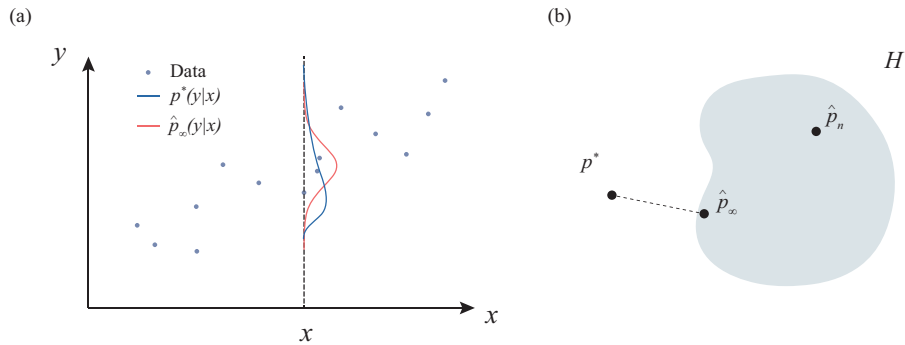 (a)
y
Data
p*(y|x)
p̂∞(y|x)
x
x
(b)
H
p̂n
p*
p̂∞